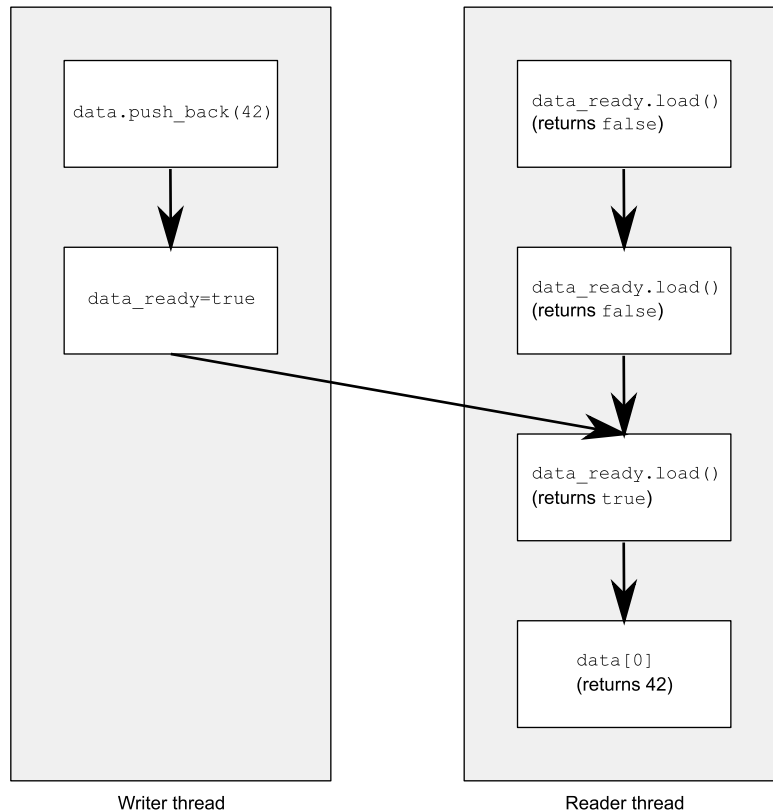 data.push_back(42)
data_ready=true
Writer thread
data_ready.load()
(returns false)
data_ready.load()
(returns false)
data_ready.load()
(returns true)
data[0]
(returns 42)
Reader thread